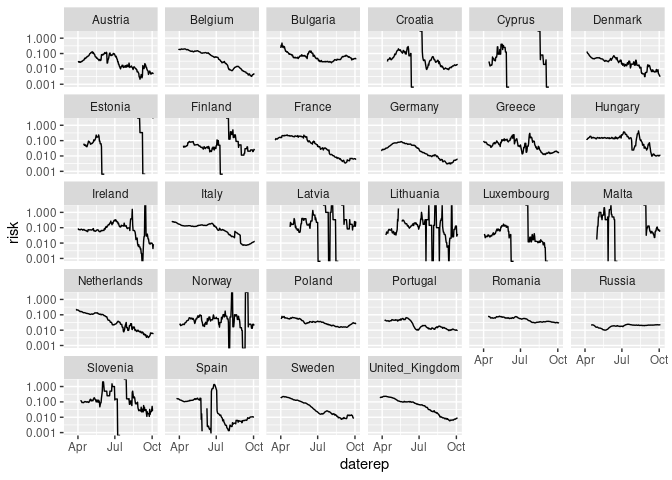 Austria Belgium Bulgaria Croatia Cyprus Denmark
1.000
0.100
0.010
0.001
Estonia Finland France Germany Greece Hungary
1.000
0.100
0.010
0.001
Ireland Italy Latvia Lithuania Luxembourg Malta
1.000
0.100
0.010
0.001
risk
Netherlands Norway Poland Portugal Romania Russia
1.000
0.100
0.010
0.001
Apr Jul Oct Apr Jul Oct
Slovenia Spain Sweden United_Kingdom
1.000
0.100
0.010
0.001
Apr Jul Oct Apr Jul Oct Apr Jul Oct Apr Jul Oct
daterep